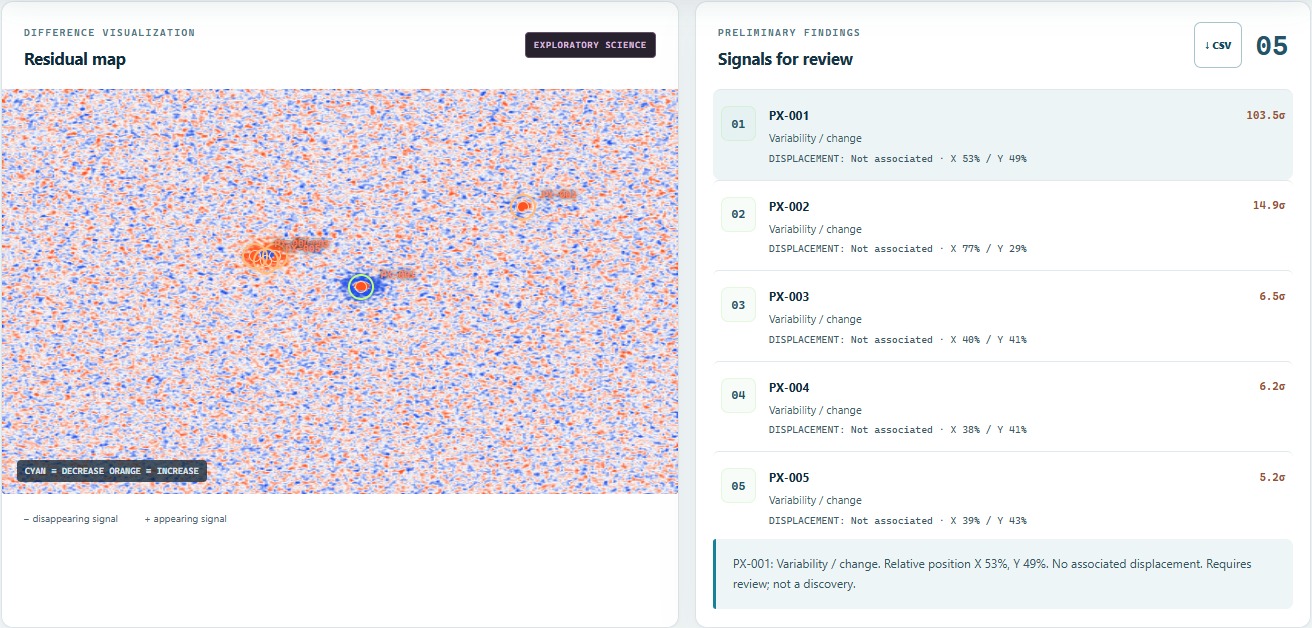 DIFFERENCE VISUALIZATION
Residual map
EXPLORATORY SCIENCE
CYAN = DECREASE ORANGE = INCREASE
− disappearing signal
+ appearing signal
PRELIMINARY FINDINGS
Signals for review
↓ CSV
05
01
PX-001
103.5σ
Variability / change
DISPLACEMENT: Not associated · X 53% / Y 49%
02
PX-002
14.9σ
Variability / change
DISPLACEMENT: Not associated · X 77% / Y 29%
03
PX-003
6.5σ
Variability / change
DISPLACEMENT: Not associated · X 40% / Y 41%
04
PX-004
6.2σ
Variability / change
DISPLACEMENT: Not associated · X 38% / Y 41%
05
PX-005
5.2σ
Variability / change
DISPLACEMENT: Not associated · X 39% / Y 43%
PX-001: Variability / change. Relative position X 53%, Y 49%. No associated displacement. Requires
review; not a discovery.